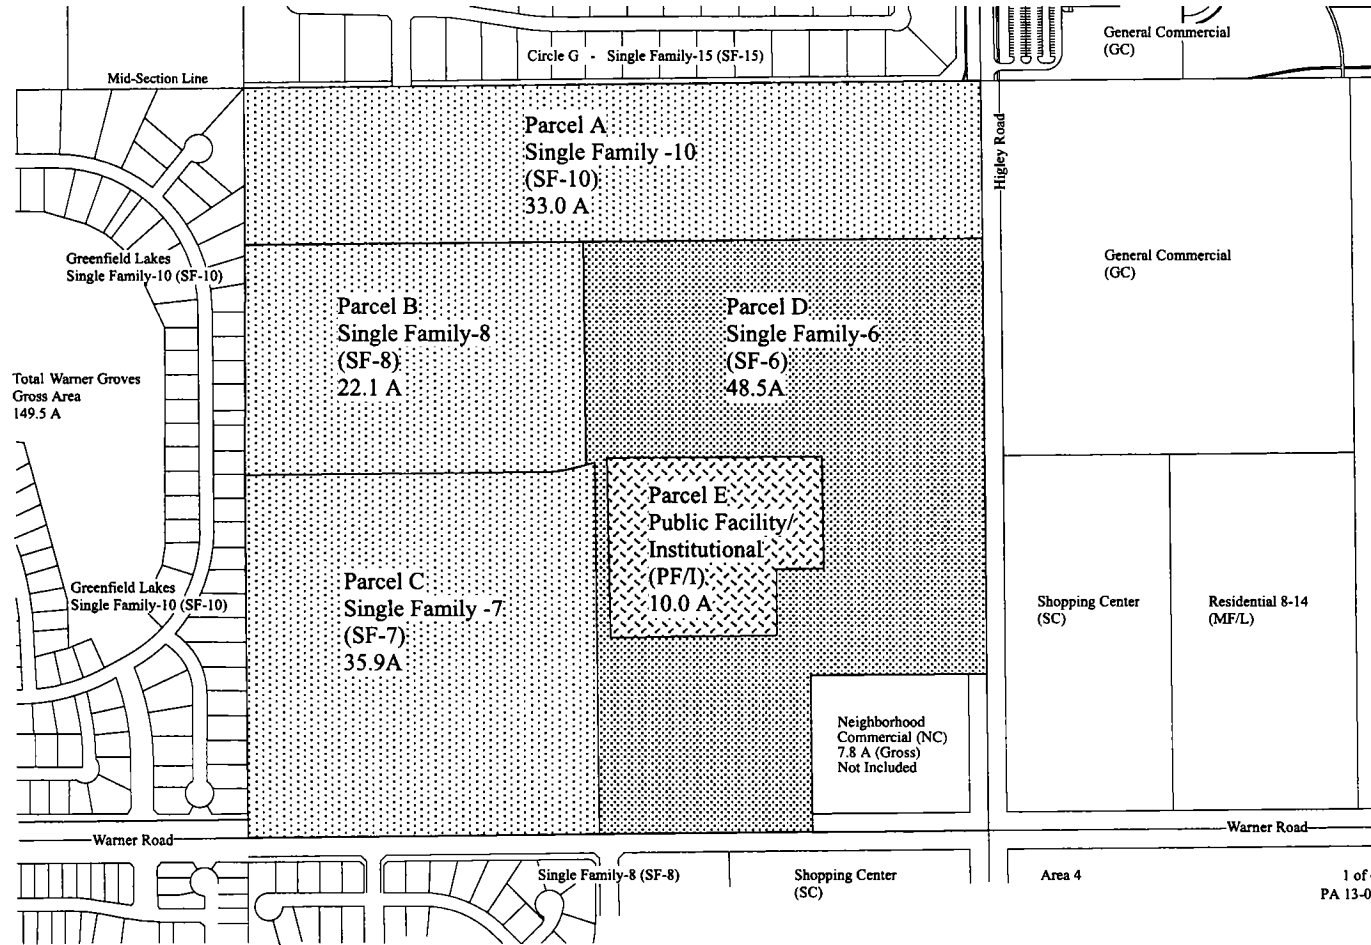 Circle G - Single Family-15 (SF-15)
General Commercial
(GC)
Mid-Section Line
Parcel A
Single Family -10
(SF-10)
33.0 A
Higley Road
Greenfield Lakes
Single Family-10 (SF-10)
General Commercial
(GC)
Parcel B
Single Family-8
(SF-8)
22.1 A
Parcel D
Single Family-6
(SF-6)
48.5A
Total Warner Groves
Gross Area
149.5 A
Parcel E
Public Facility/
Institutional
(PF/I)
10.0 A
Parcel C
Single Family -7
(SF-7)
35.9A
Greenfield Lakes
Single Family-10 (SF-10)
Shopping Center
(SC)
Residential 8-14
(MF/L)
Neighborhood
Commercial (NC)
7.8 A (Gross)
Not Included
Warner Road
Warner Road
Single Family-8 (SF-8)
Shopping Center
(SC)
Area 4
1 of
PA 13-0